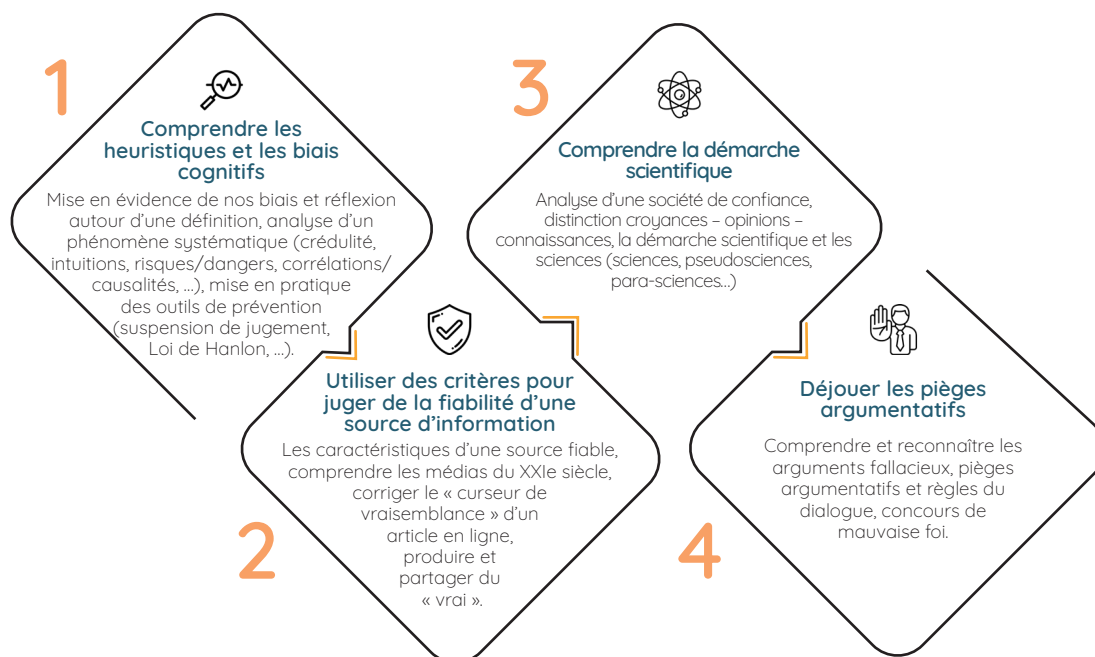 1
Comprendre les
heuristiques et les biais
cognitifs
Mise en évidence de nos biais et réflexion
autour d’une définition, analyse d’un
phénomène systématique (crédulité,
intuitions, risques/dangers, corrélations/
causalités, ...), mise en pratique
des outils de prévention
(suspension de jugement,
Loi de Hanlon, ...).
2
Utiliser des critères pour
juger de la fiabilité d’une
source d’information
Les caractéristiques d’une source fiable,
comprendre les médias du XXIe siècle,
corriger le « curseur de
vraisemblance » d’un
article en ligne,
produire et
partager du
« vrai ».
3
Comprendre la démarche
scientifique
Analyse d’une société de confiance,
distinction croyances – opinions –
connaissances, la démarche scientifique et les
sciences (sciences, pseudosciences,
para-sciences...)
4
Déjouer les pièges
argumentatifs
Comprendre et reconnaître les
arguments fallacieux, pièges
argumentatifs et règles du
dialogue, concours de
mauvaise foi.